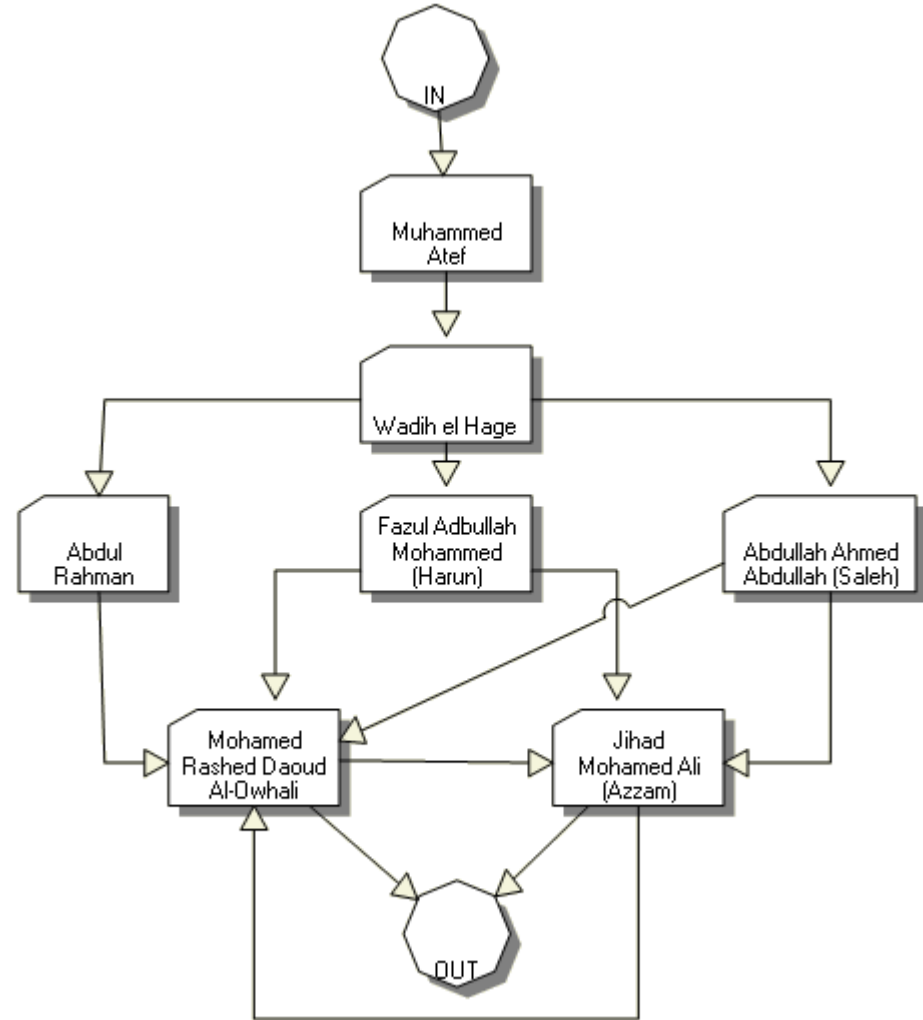 IN
Muhammed
Atef
Wadih el Hage
Abdul
Rahman
Fazul Adbullah
Mohammed
(Harun)
Abdullah Ahmed
Abdullah (Saleh)
Mohamed
Rashed Daoud
Al-Owhali
Jihad
Mohamed Ali
(Azzam)
OUT